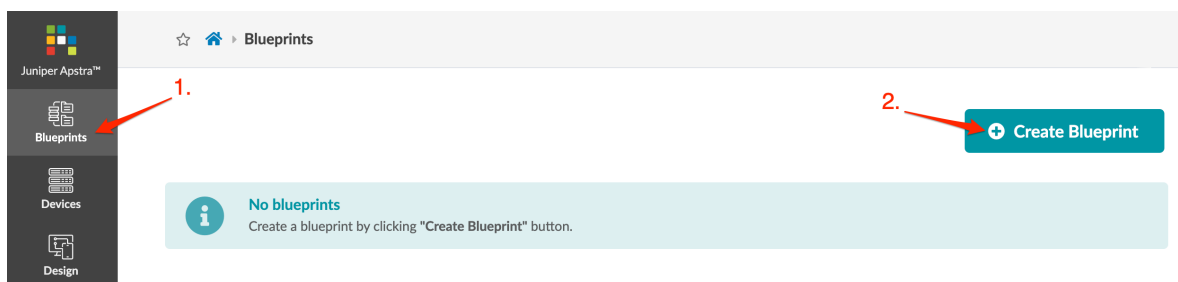 Juniper Apstra™
Blueprints
Devices
Design
Blueprints
1.
2.
Create Blueprint
No blueprints
Create a blueprint by clicking "Create Blueprint" button.